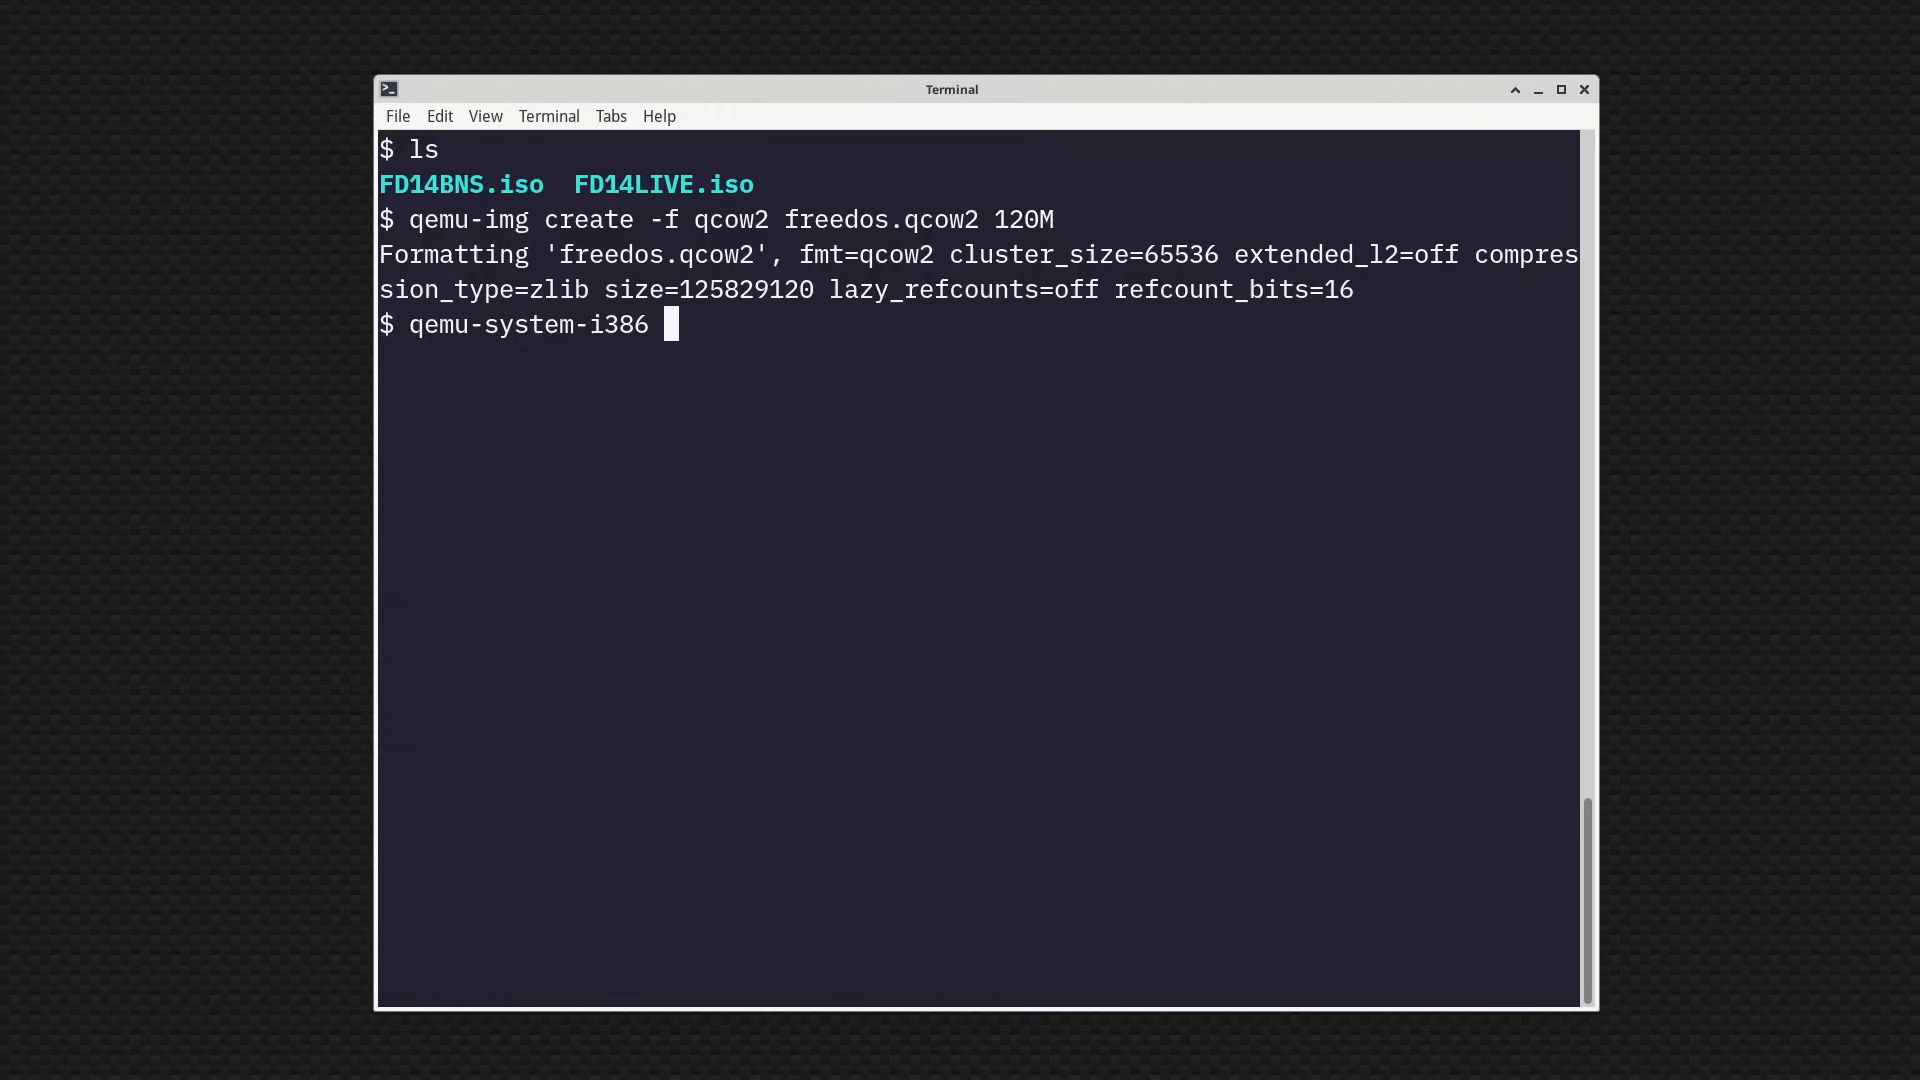 Terminal
File Edit View Terminal Tabs Help
$ ls
FD14BNS.iso  FD14LIVE.iso
$ qemu-img create -f qcow2 freedos.qcow2 120M
Formatting 'freedos.qcow2', fmt=qcow2 cluster_size=65536 extended_l2=off compres
sion_type=zlib size=125829120 lazy_refcounts=off refcount_bits=16
$ qemu-system-i386